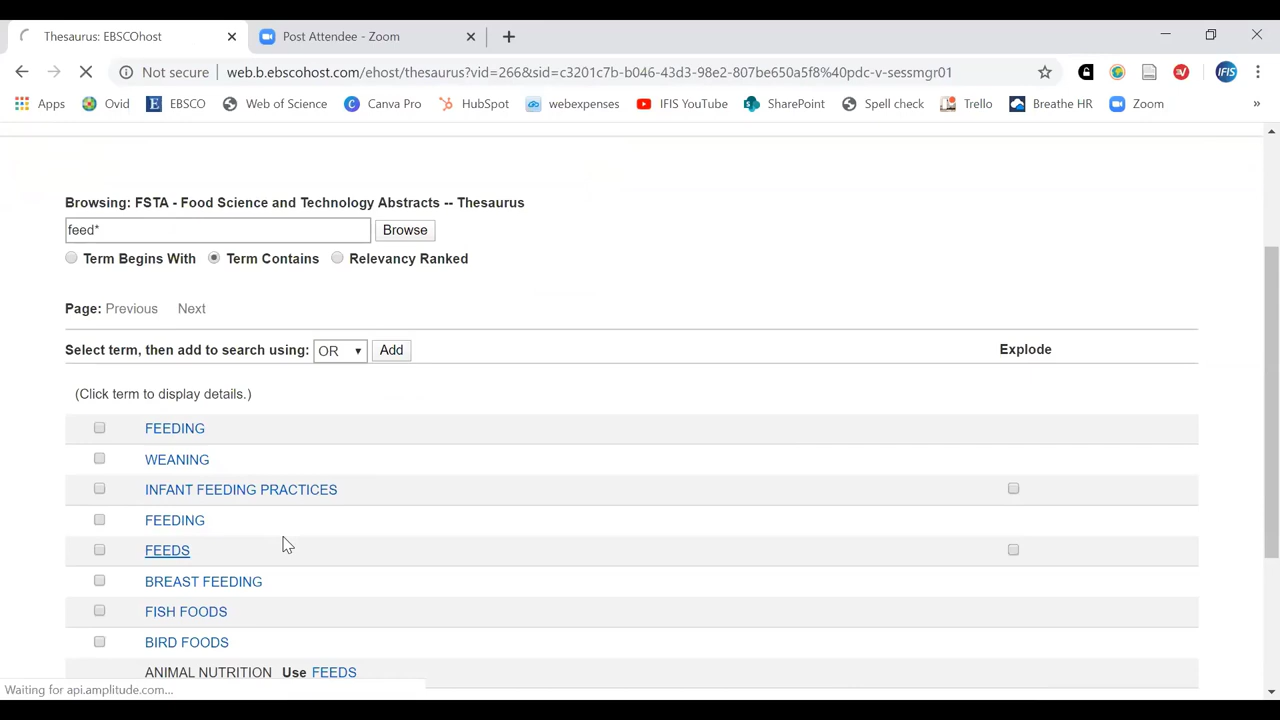 Thesaurus: EBSCOhost
Post Attendee - Zoom
Not secure
web.b.ebscohost.com/ehost/thesaurus?vid=266&sid=c3201c7b-b046-43d3-98e2-807be650a5f8%40pdc-v-sessmgr01
IFIS
Apps Ovid EBSCO Web of Science Canva Pro HubSpot webexpenses IFIS YouTube SharePoint Spell check Trello Breathe HR Zoom »
Browsing: FSTA - Food Science and Technology Abstracts -- Thesaurus
feed* Browse
Term Begins With Term Contains Relevancy Ranked
Page: Previous Next
Select term, then add to search using: OR Add Explode
(Click term to display details.)
FEEDING
WEANING
INFANT FEEDING PRACTICES
FEEDING
FEEDS
BREAST FEEDING
FISH FOODS
BIRD FOODS
ANIMAL NUTRITION Use FEEDS
Waiting for api.amplitude.com...